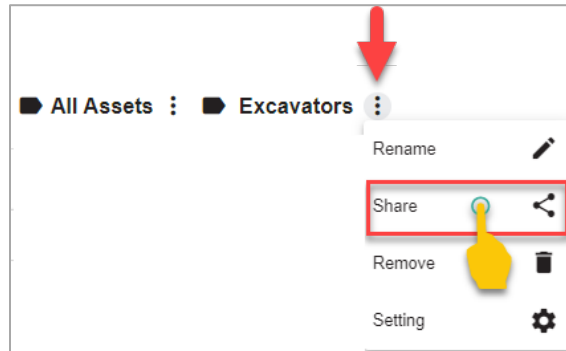 All Assets Excavators
Rename
Share
Remove
Setting